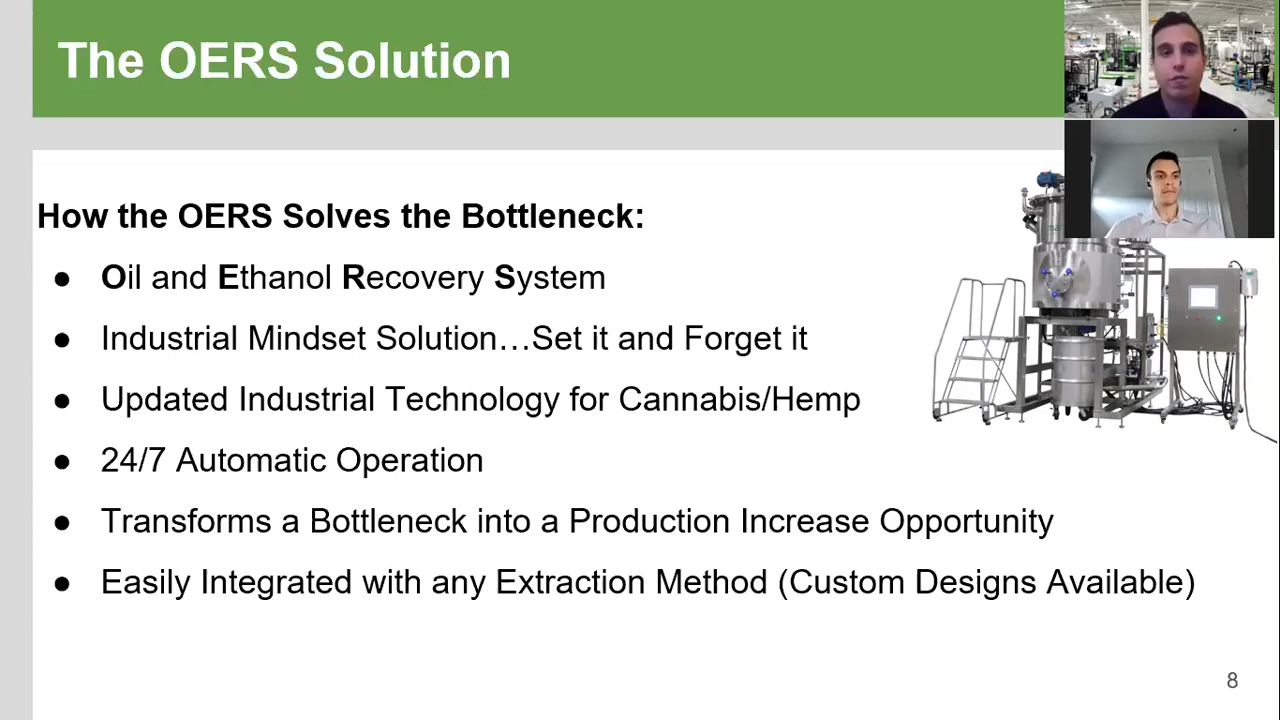 The OERS Solution
How the OERS Solves the Bottleneck:
● Oil and Ethanol Recovery System
● Industrial Mindset Solution…Set it and Forget it
● Updated Industrial Technology for Cannabis/Hemp
● 24/7 Automatic Operation
● Transforms a Bottleneck into a Production Increase Opportunity
● Easily Integrated with any Extraction Method (Custom Designs Available)
8